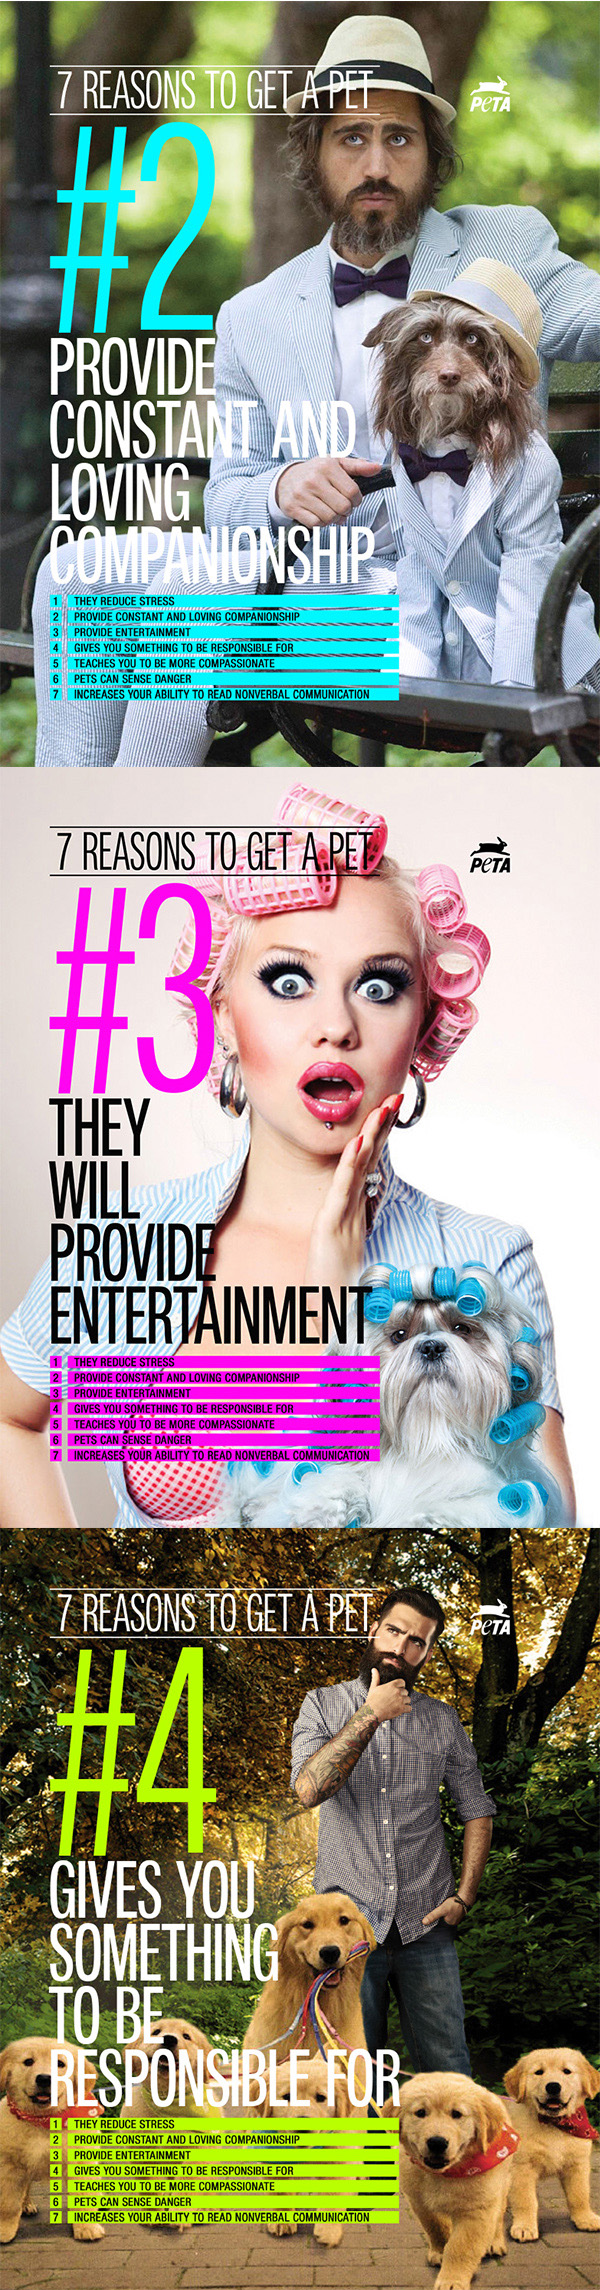 7 REASONS TO GET A PET
PETA
#2
PROVIDE
CONSTANT AND
LOVING
COMPANIONSHIP
1 THEY REDUCE STRESS
2 PROVIDE CONSTANT AND LOVING COMPANIONSHIP
3 PROVIDE ENTERTAINMENT
4 GIVES YOU SOMETHING TO BE RESPONSIBLE FOR
5 TEACHES YOU TO BE MORE COMPASSIONATE
6 PETS CAN SENSE DANGER
7 INCREASES YOUR ABILITY TO READ NONVERBAL COMMUNICATION
7 REASONS TO GET A PET
PETA
#3
THEY
WILL
PROVIDE
ENTERTAINMENT
1 THEY REDUCE STRESS
2 PROVIDE CONSTANT AND LOVING COMPANIONSHIP
3 PROVIDE ENTERTAINMENT
4 GIVES YOU SOMETHING TO BE RESPONSIBLE FOR
5 TEACHES YOU TO BE MORE COMPASSIONATE
6 PETS CAN SENSE DANGER
7 INCREASES YOUR ABILITY TO READ NONVERBAL COMMUNICATION
7 REASONS TO GET A PET
PETA
#4
GIVES YOU
SOMETHING
TO BE
RESPONSIBLE FOR
1 THEY REDUCE STRESS
2 PROVIDE CONSTANT AND LOVING COMPANIONSHIP
3 PROVIDE ENTERTAINMENT
4 GIVES YOU SOMETHING TO BE RESPONSIBLE FOR
5 TEACHES YOU TO BE MORE COMPASSIONATE
6 PETS CAN SENSE DANGER
7 INCREASES YOUR ABILITY TO READ NONVERBAL COMMUNICATION